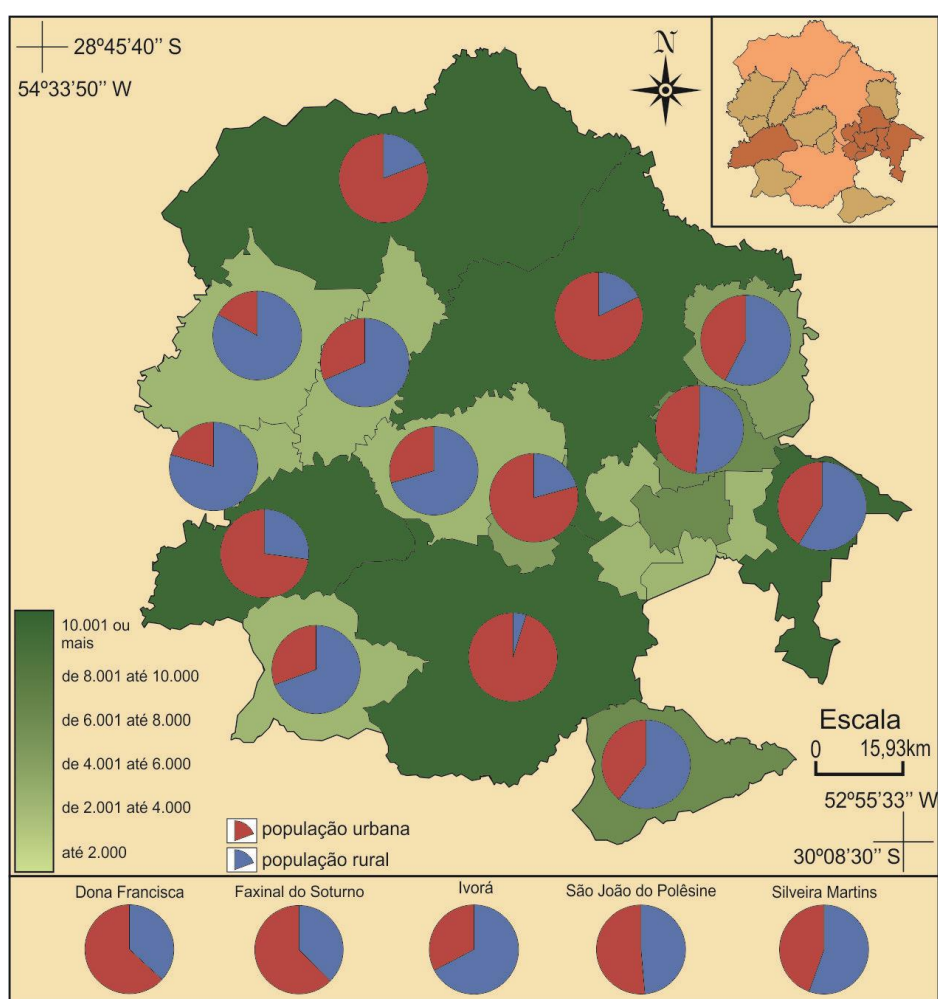 28º45'40'' S
54º33'50'' W
N
10.001 ou
mais
de 8.001 até 10.000
de 6.001 até 8.000
de 4.001 até 6.000
de 2.001 até 4.000
até 2.000
população urbana
população rural
Escala
0 15,93km
52º55'33'' W
30º08'30'' S
Dona Francisca
Faxinal do Soturno
Ivorá
São João do Polêsine
Silveira Martins